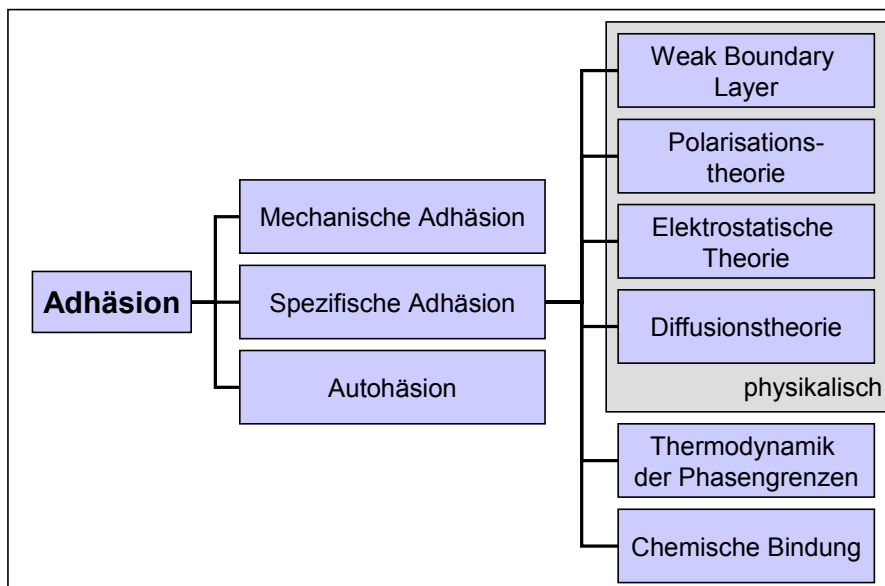 Adhäsion
Mechanische Adhäsion
Spezifische Adhäsion
Autohäsion
Weak Boundary
Layer
Polarisations-
theorie
Elektrostatische
Theorie
Diffusionstheorie
physikalisch
Thermodynamik
der Phasengrenzen
Chemische Bindung